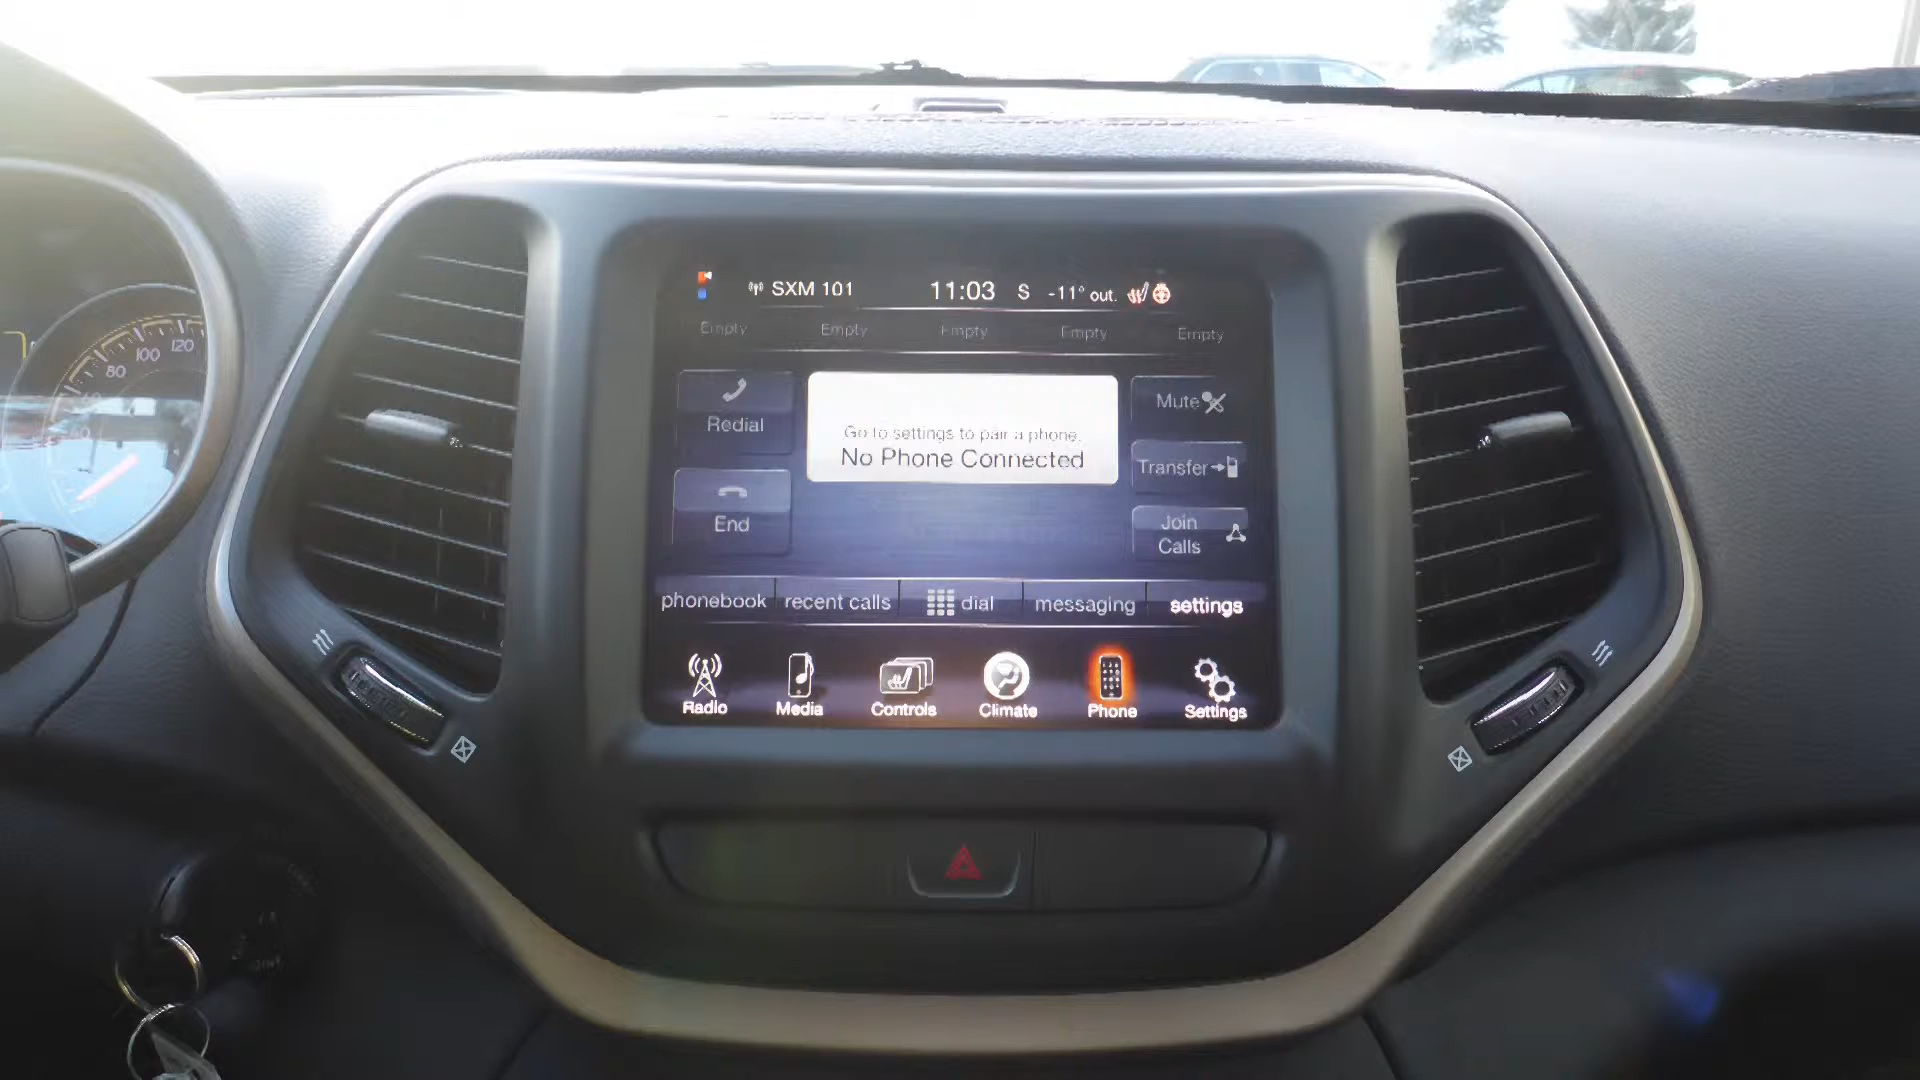 SXM 101 11:03 S -11° out.
Empty Empty Empty Empty Empty
Redial
Go to settings to pair a phone.
No Phone Connected
Mute
Transfer
End
Join
Calls
phonebook recent calls dial messaging settings
Radio Media Controls Climate Phone Settings
80 100 120